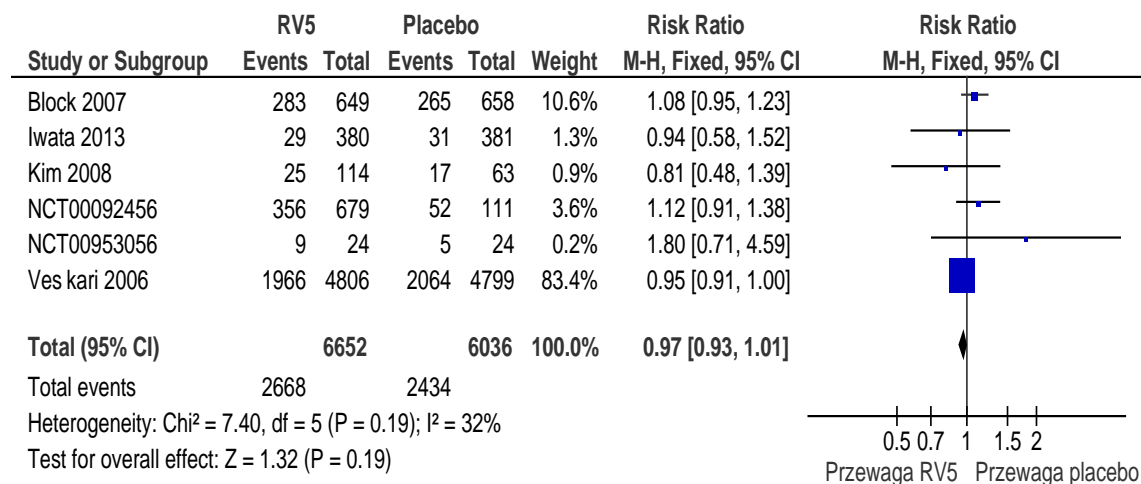 RV5 Placebo Risk Ratio Risk Ratio
Study or Subgroup Events Total Events Total Weight M-H, Fixed, 95% CI M-H, Fixed, 95% CI
Block 2007 283 649 265 658 10.6% 1.08 [0.95, 1.23]
Iwata 2013 29 380 31 381 1.3% 0.94 [0.58, 1.52]
Kim 2008 25 114 17 63 0.9% 0.81 [0.48, 1.39]
NCT00092456 356 679 52 111 3.6% 1.12 [0.91, 1.38]
NCT00953056 9 24 5 24 0.2% 1.80 [0.71, 4.59]
Ves kari 2006 1966 4806 2064 4799 83.4% 0.95 [0.91, 1.00]
Total (95% CI) 6652 6036 100.0% 0.97 [0.93, 1.01]
Total events 2668 2434
Heterogeneity: Chi² = 7.40, df = 5 (P = 0.19); I² = 32%
Test for overall effect: Z = 1.32 (P = 0.19)
0.5 0.7 1 1.5 2
Przewaga RV5 Przewaga placebo